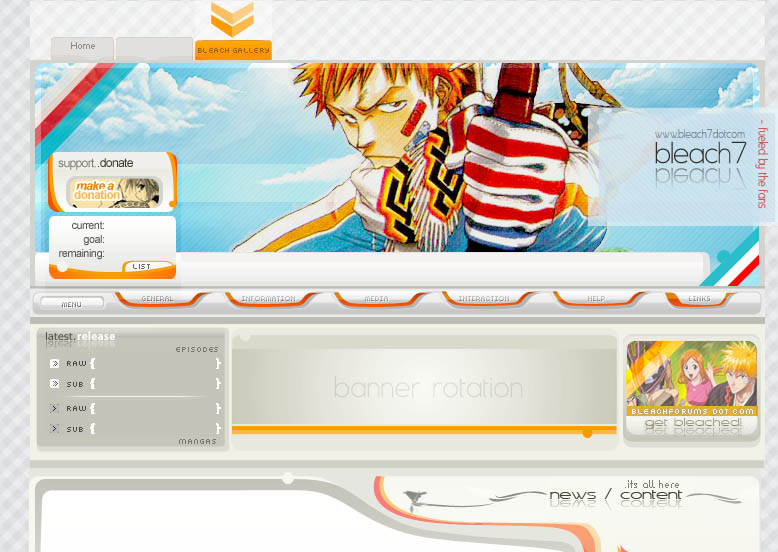 Home
BLEACH GALLERY
www.bleach7dotcom
bleach7
- fueled by the fans
support..donate
make a
donation
current:
goal:
remaining:
LIST
MENU
GENERAL
INFORMATION
MEDIA
INTERACTION
HELP
LINKS
latest.release
EPISODES
RAW { }
SUB { }
RAW { }
SUB { }
MANGAS
banner rotation
BLEACHFORUMS DOT COM
get bleached!
.its all here
news / content